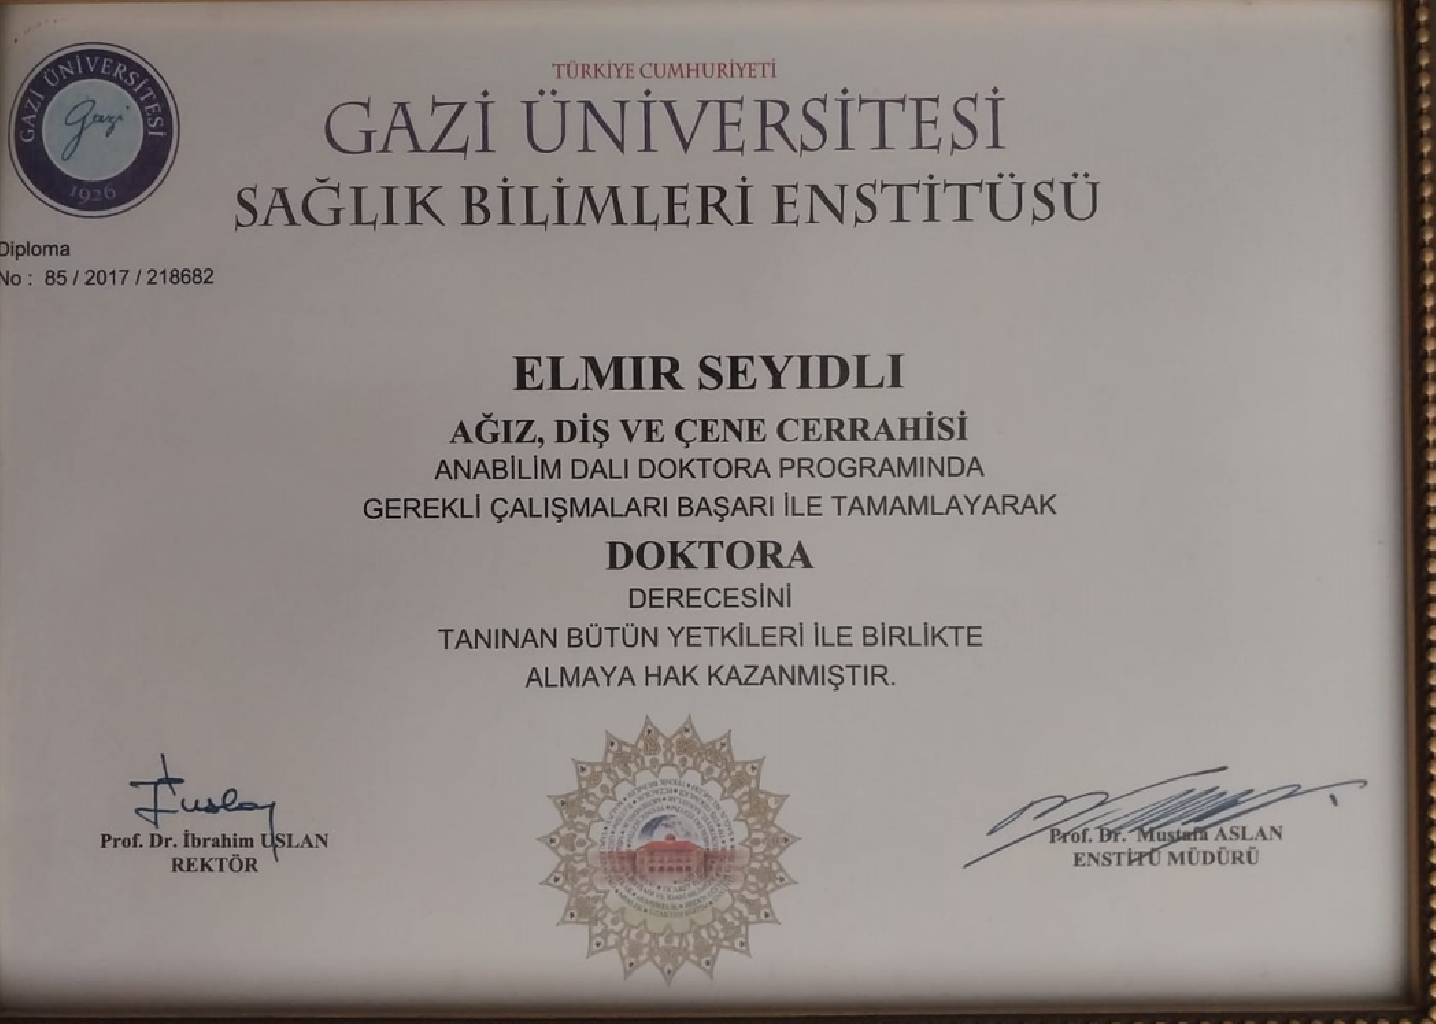 GAZİ ÜNİVERSİTESİ
Gazi
1926
TÜRKİYE CUMHURİYETİ
GAZİ ÜNİVERSİTESİ
SAĞLIK BİLİMLERİ ENSTİTÜSÜ
Diploma
No : 85 / 2017 / 218682
ELMIR SEYIDLI
AĞIZ, DİŞ VE ÇENE CERRAHİSİ
ANABİLİM DALI DOKTORA PROGRAMINDA
GEREKLİ ÇALIŞMALARI BAŞARI İLE TAMAMLAYARAK
DOKTORA
DERECESİNİ
TANINAN BÜTÜN YETKİLERİ İLE BİRLİKTE
ALMAYA HAK KAZANMIŞTIR.
Prof. Dr. İbrahim USLAN
REKTÖR
Prof. Dr. Mustafa ASLAN
ENSTİTÜ MÜDÜRÜ